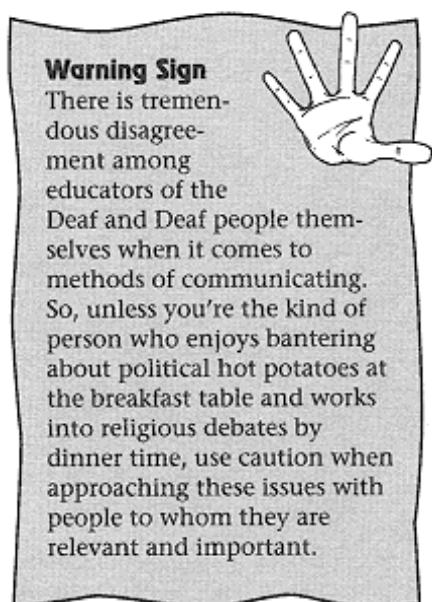 Warning Sign
There is tremen-
dous disagree-
ment among
educators of the
Deaf and Deaf people them-
selves when it comes to
methods of communicating.
So, unless you're the kind of
person who enjoys bantering
about political hot potatoes at
the breakfast table and works
into religious debates by
dinner time, use caution when
approaching these issues with
people to whom they are
relevant and important.